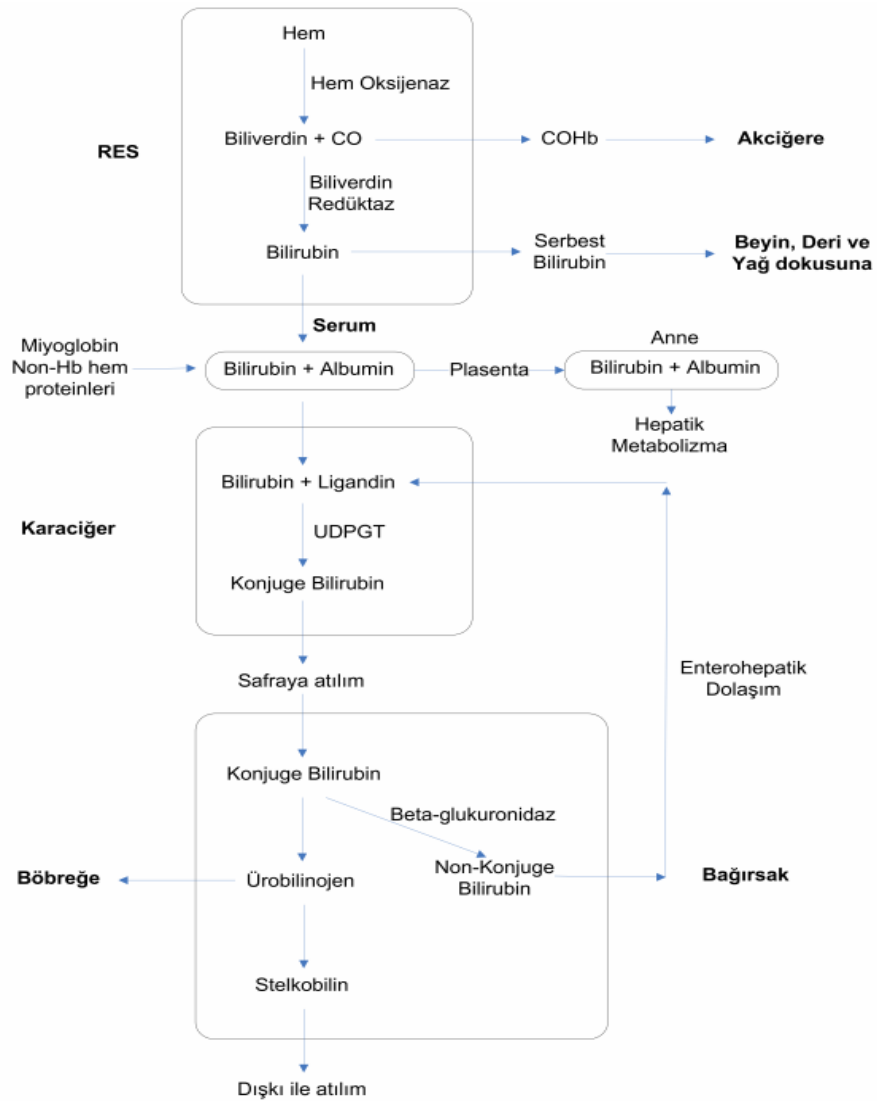 Hem
Hem Oksijenaz
RES
Biliverdin + CO
COHb
Akciğere
Biliverdin
Redüktaz
Bilirubin
Serbest
Bilirubin
Beyin, Deri ve
Yağ dokusuna
Serum
Miyoglobin
Non-Hb hem
proteinleri
Bilirubin + Albumin
Plasenta
Anne
Bilirubin + Albumin
Hepatik
Metabolizma
Bilirubin + Ligandin
Karaciğer
UDPGT
Konjuge Bilirubin
Safraya atılım
Enterohepatik
Dolaşım
Konjuge Bilirubin
Beta-glukuronidaz
Böbreğe
Ürobilinojen
Non-Konjuge
Bilirubin
Bağırsak
Stelkobilin
Dışkı ile atılım